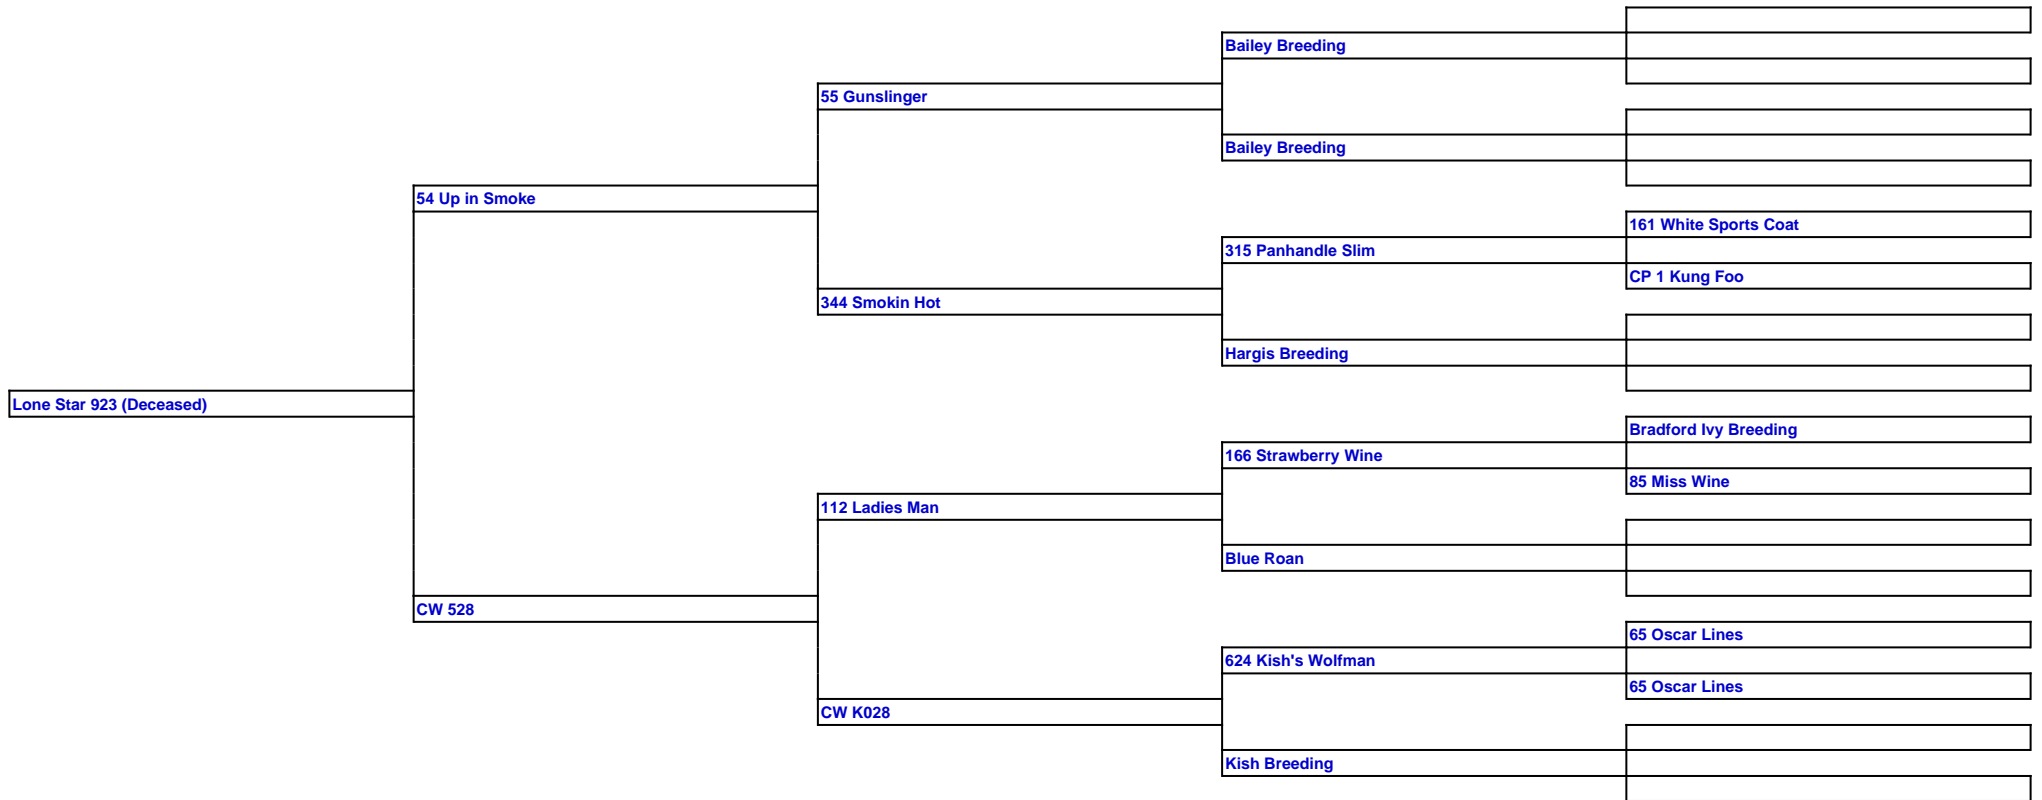 Bailey Breeding
55 Gunslinger
Bailey Breeding
54 Up in Smoke
161 White Sports Coat
315 Panhandle Slim
CP 1 Kung Foo
344 Smokin Hot
Hargis Breeding
Lone Star 923 (Deceased)
Bradford Ivy Breeding
166 Strawberry Wine
85 Miss Wine
112 Ladies Man
Blue Roan
CW 528
65 Oscar Lines
624 Kish's Wolfman
65 Oscar Lines
CW K028
Kish Breeding